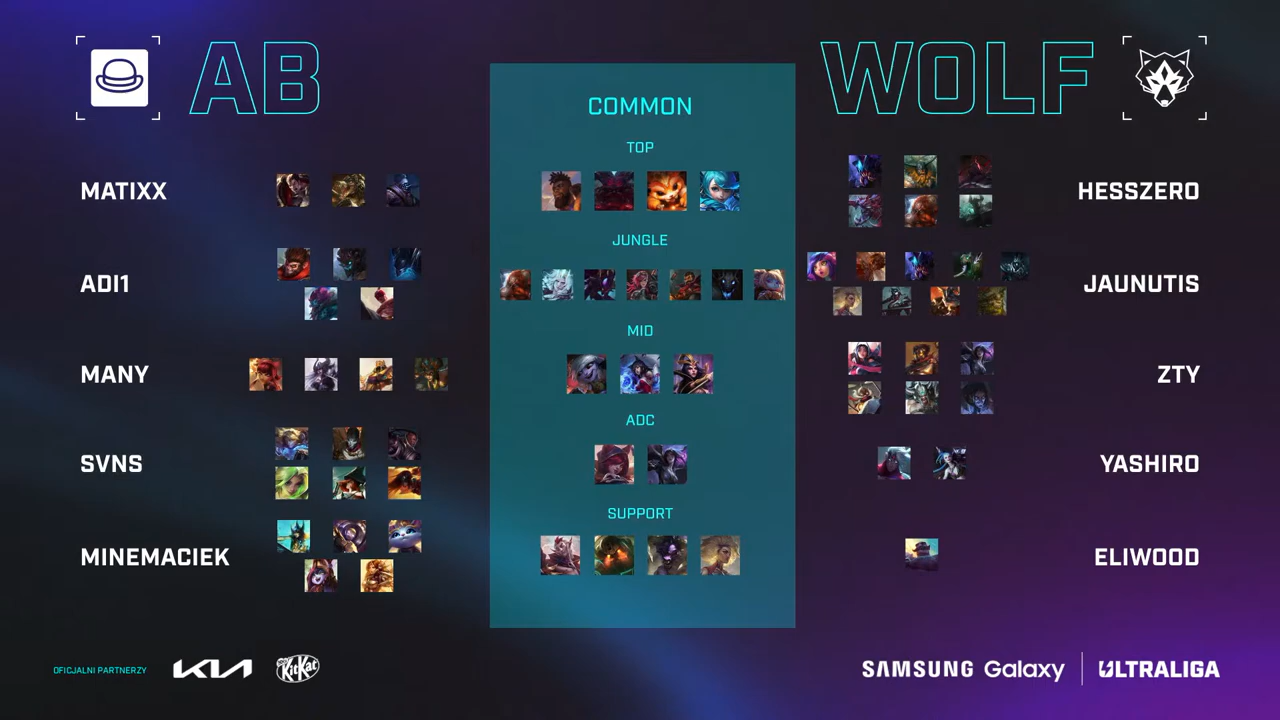 AB
WOLF
COMMON
TOP
MATIXX
HESSZERO
JUNGLE
ADI1
JAUNUTIS
MID
MANY
ZTY
ADC
SVNS
YASHIRO
SUPPORT
MINEMACIEK
ELIWOOD
OFICJALNI PARTNERZY
KIA
KitKat
SAMSUNG Galaxy
ULTRALIGA